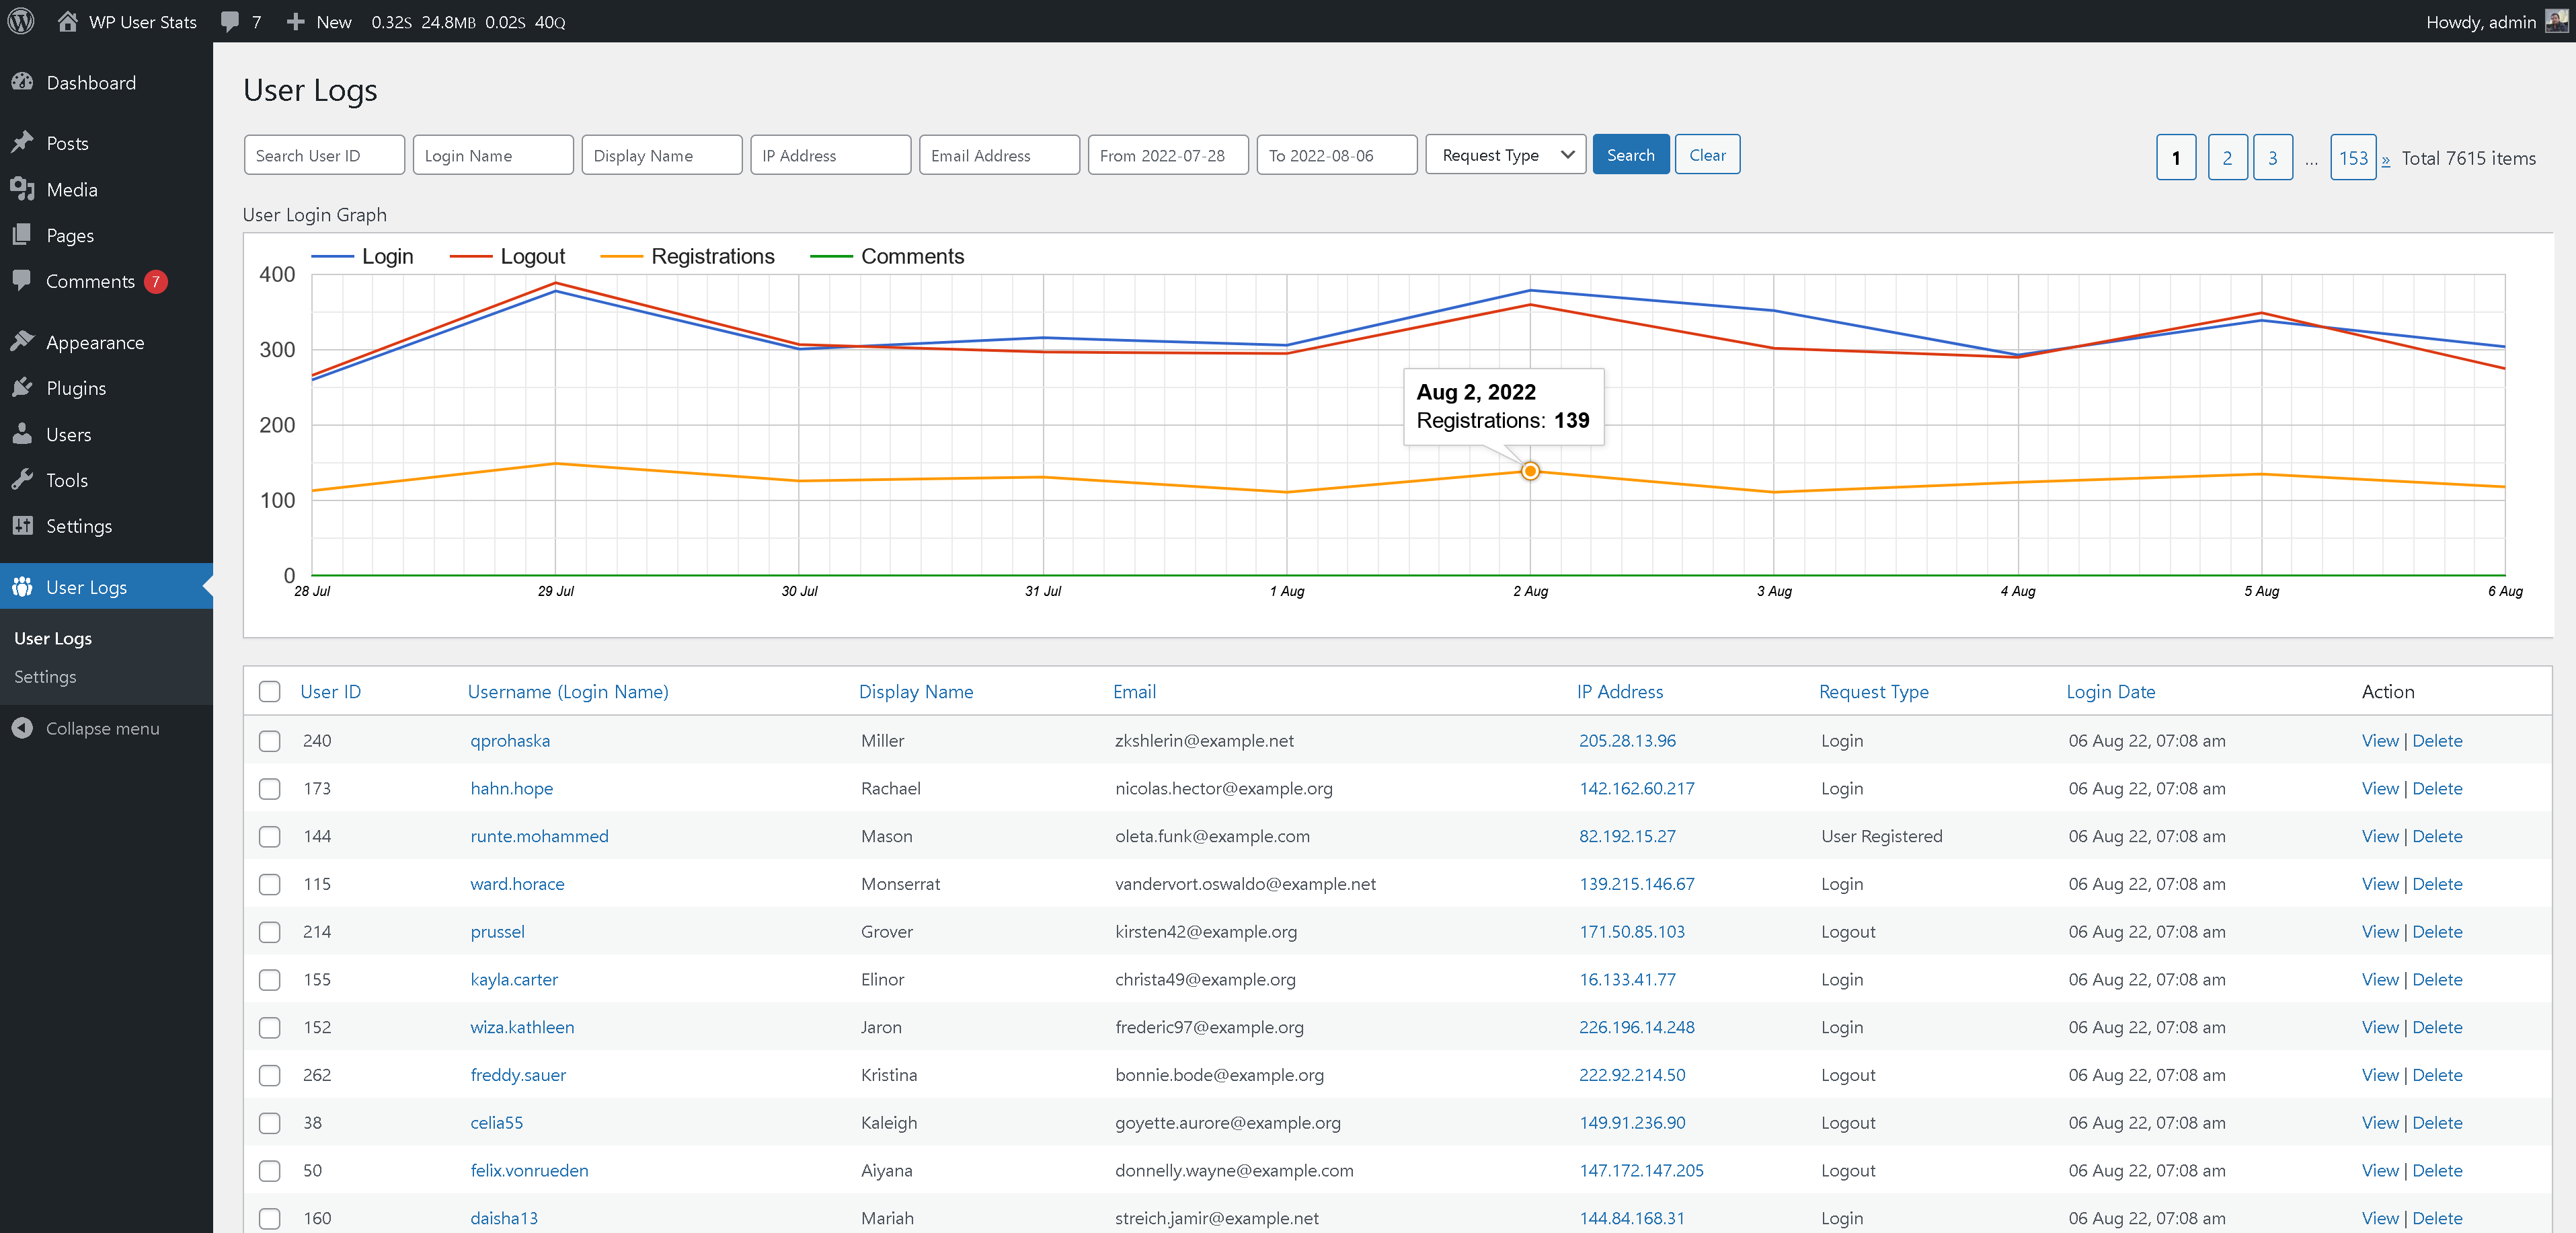 WP User Stats 7 New 0.32S 24.8MB 0.02S 40Q Howdy, admin
Dashboard
Posts
Media
Pages
Comments 7
Appearance
Plugins
Users
Tools
Settings
User Logs
User Logs
Settings
Collapse menu
User Logs
Search User ID Login Name Display Name IP Address Email Address From 2022-07-28 To 2022-08-06 Request Type Search Clear 1 2 3 ... 153 » Total 7615 items
User Login Graph
Login Logout Registrations Comments
400
300
200
100
0
Aug 2, 2022
Registrations: 139
28 Jul 29 Jul 30 Jul 31 Jul 1 Aug 2 Aug 3 Aug 4 Aug 5 Aug 6 Aug
User ID Username (Login Name) Display Name Email IP Address Request Type Login Date Action
240 qprohaska Miller zkshlerin@example.net 205.28.13.96 Login 06 Aug 22, 07:08 am View | Delete
173 hahn.hope Rachael nicolas.hector@example.org 142.162.60.217 Login 06 Aug 22, 07:08 am View | Delete
144 runte.mohammed Mason oleta.funk@example.com 82.192.15.27 User Registered 06 Aug 22, 07:08 am View | Delete
115 ward.horace Monserrat vandervort.oswaldo@example.net 139.215.146.67 Login 06 Aug 22, 07:08 am View | Delete
214 prussel Grover kirsten42@example.org 171.50.85.103 Logout 06 Aug 22, 07:08 am View | Delete
155 kayla.carter Elinor christa49@example.org 16.133.41.77 Login 06 Aug 22, 07:08 am View | Delete
152 wiza.kathleen Jaron frederic97@example.org 226.196.14.248 Login 06 Aug 22, 07:08 am View | Delete
262 freddy.sauer Kristina bonnie.bode@example.org 222.92.214.50 Logout 06 Aug 22, 07:08 am View | Delete
38 celia55 Kaleigh goyette.aurore@example.org 149.91.236.90 Logout 06 Aug 22, 07:08 am View | Delete
50 felix.vonrueden Aiyana donnelly.wayne@example.com 147.172.147.205 Logout 06 Aug 22, 07:08 am View | Delete
160 daisha13 Mariah streich.jamir@example.net 144.84.168.31 Login 06 Aug 22, 07:08 am View | Delete